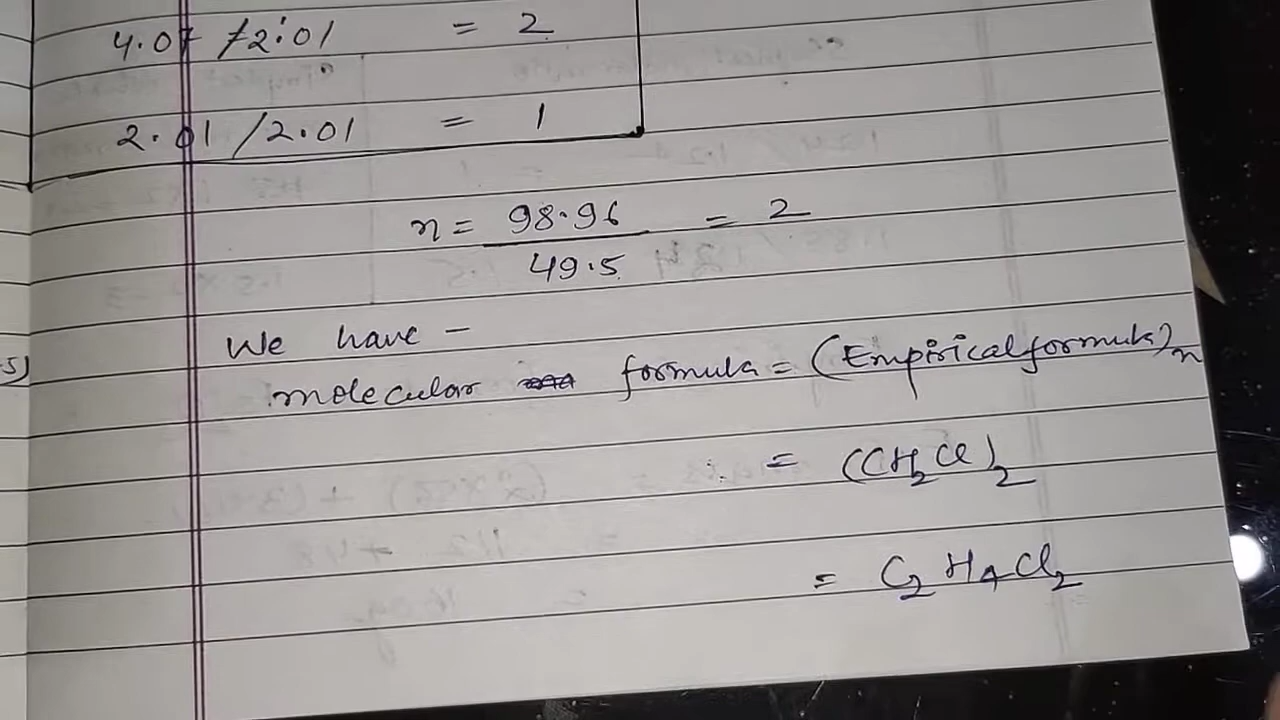 4.07 / 2.01 = 2
2.01 / 2.01 = 1
n = 98.96 / 49.5 = 2
We have -
5)
molecular formula = (Empirical formula)n
= (CH2Cl)2
= C2H4Cl2